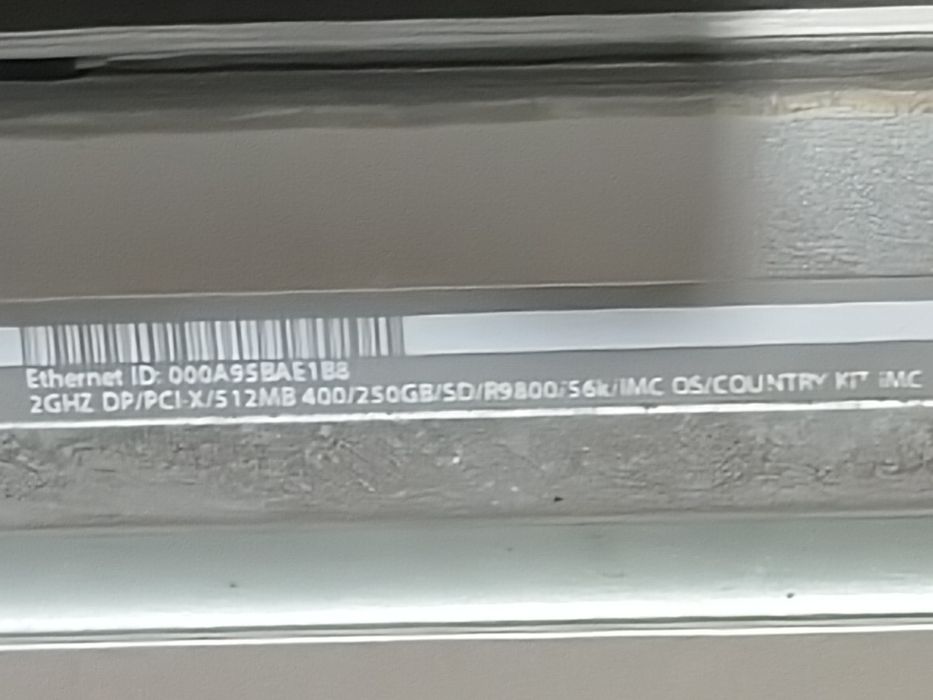 Ethernet ID: 000A95BAE1B8
2GHZ DP/PCI-X/512MB 400/250GB/SD/R9800/56k/IMC OS/COUNTRY KIT iMC